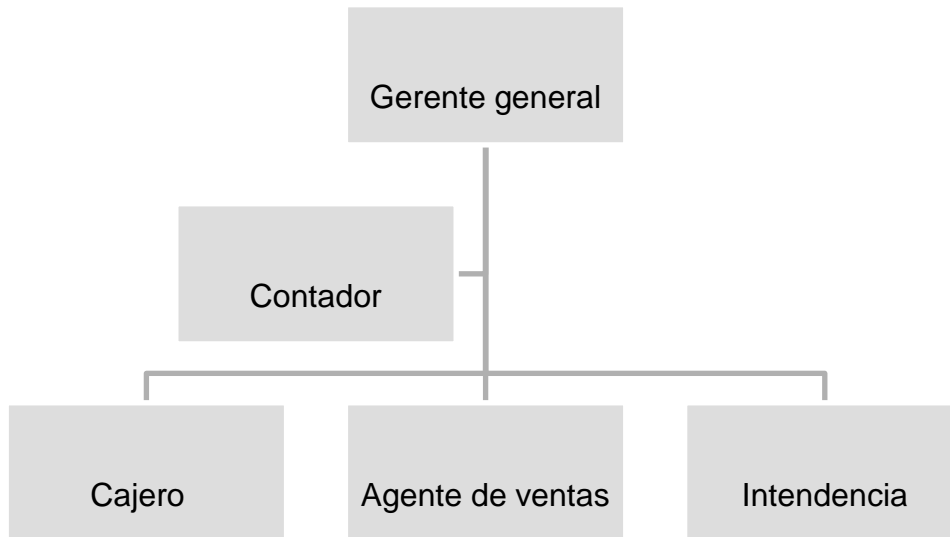 Gerente general
Contador
Cajero
Agente de ventas
Intendencia